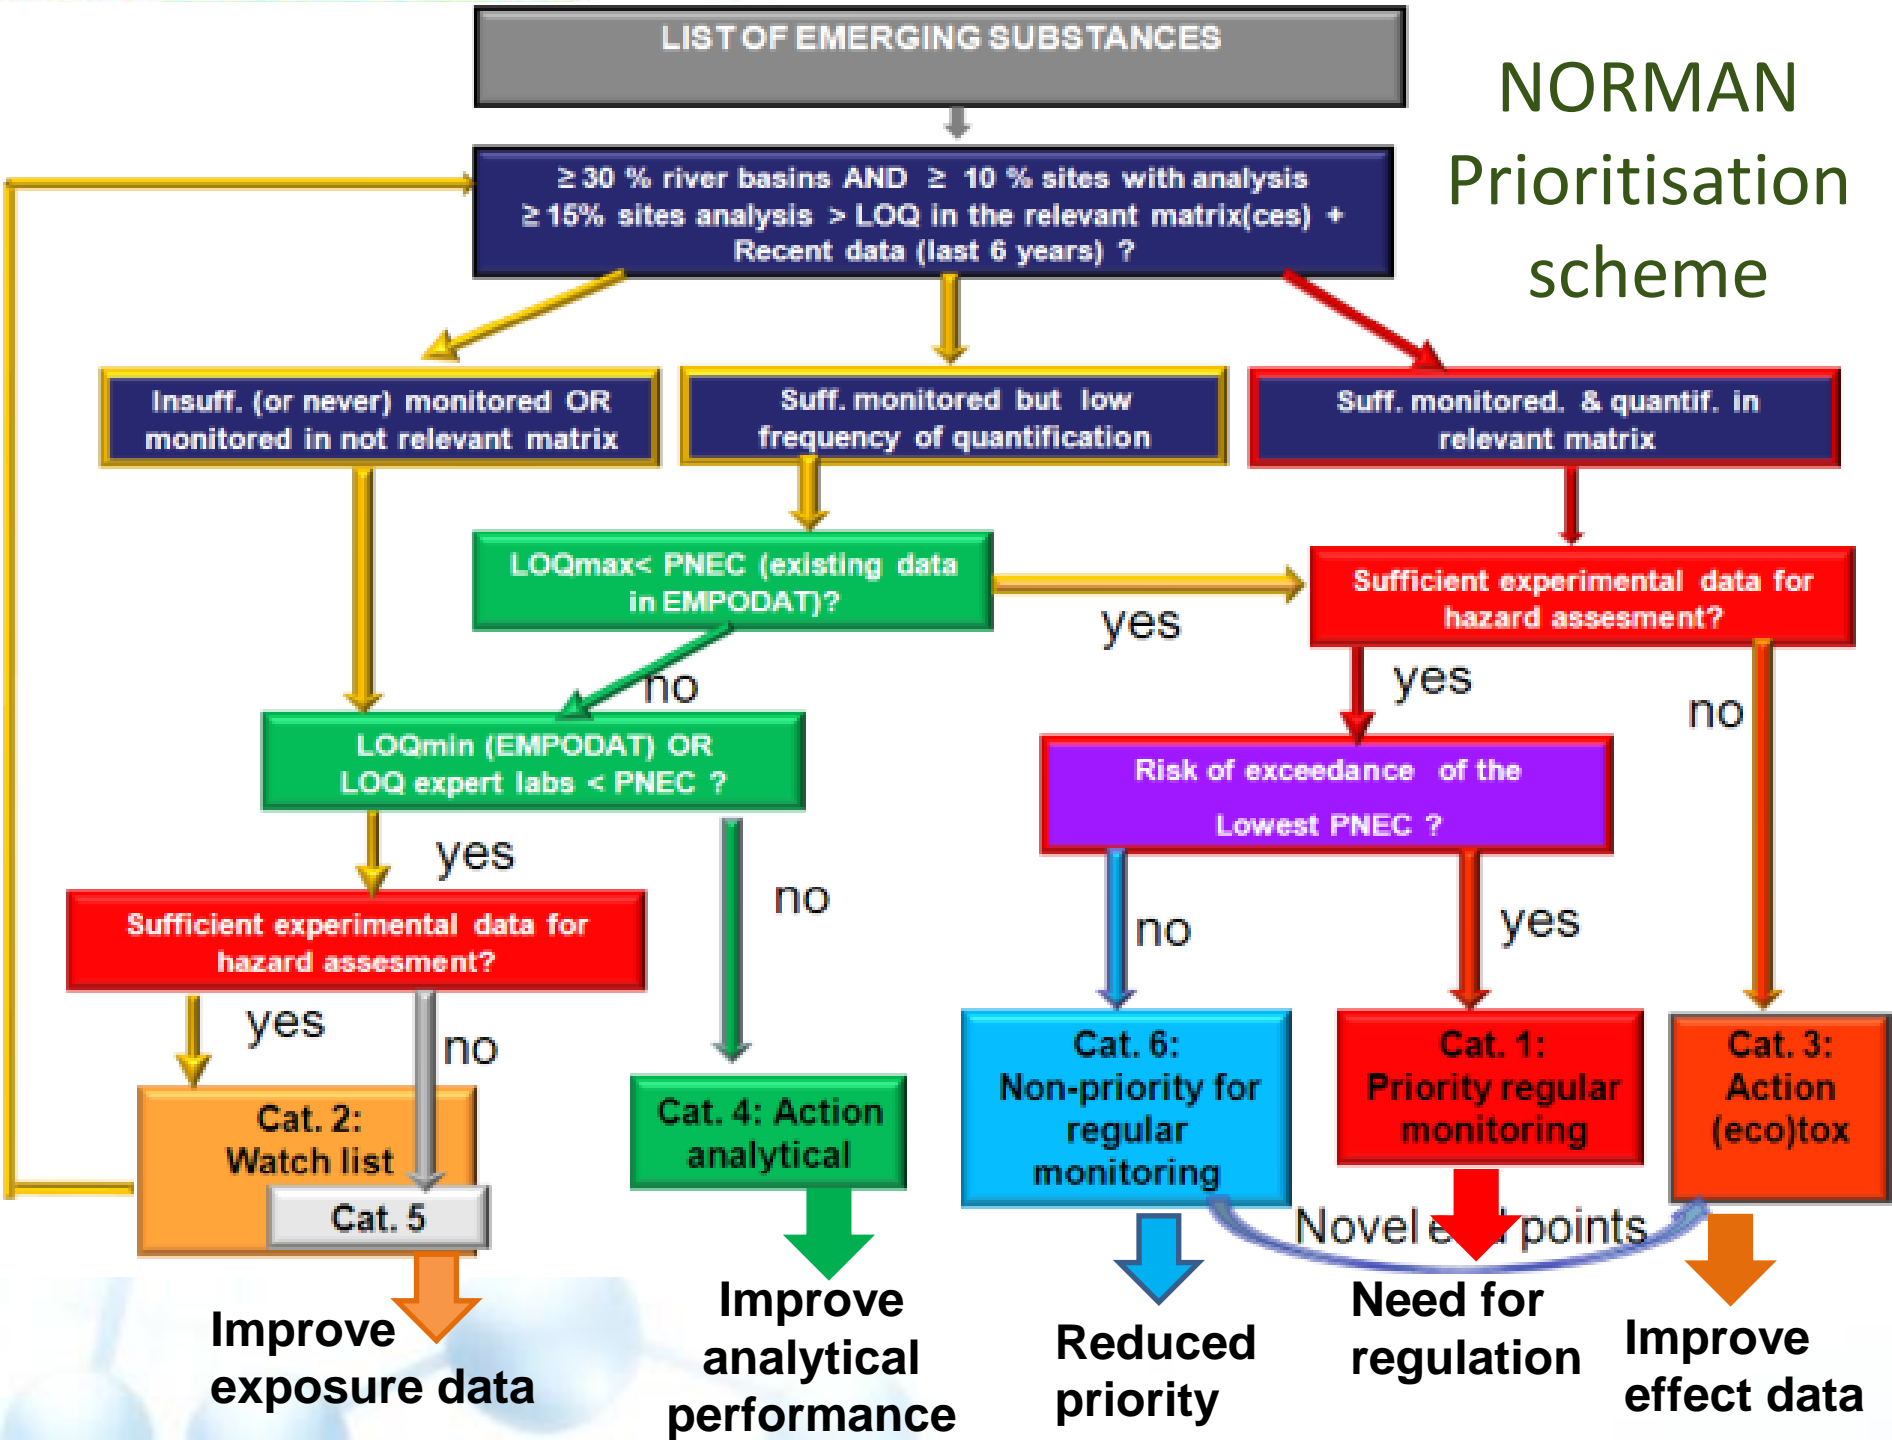 LIST OF EMERGING SUBSTANCES
NORMAN
Prioritisation
scheme
≥ 30 % river basins AND ≥ 10 % sites with analysis
≥ 15% sites analysis > LOQ in the relevant matrix(ces) +
Recent data (last 6 years) ?
Insuff. (or never) monitored OR
monitored in not relevant matrix
Suff. monitored but low
frequency of quantification
Suff. monitored. & quantif. in
relevant matrix
LOQmax< PNEC (existing data
in EMPODAT)?
yes
Sufficient experimental data for
hazard assesment?
no
yes
no
LOQmin (EMPODAT) OR
LOQ expert labs < PNEC ?
Risk of exceedance of the
Lowest PNEC ?
yes
no
no
yes
Sufficient experimental data for
hazard assesment?
yes
no
Cat. 2:
Watch list
Cat. 5
Cat. 4: Action
analytical
Cat. 6:
Non-priority for
regular
monitoring
Cat. 1:
Priority regular
monitoring
Cat. 3:
Action
(eco)tox
Novel end points
Improve
exposure data
Improve
analytical
performance
Reduced
priority
Need for
regulation
Improve
effect data